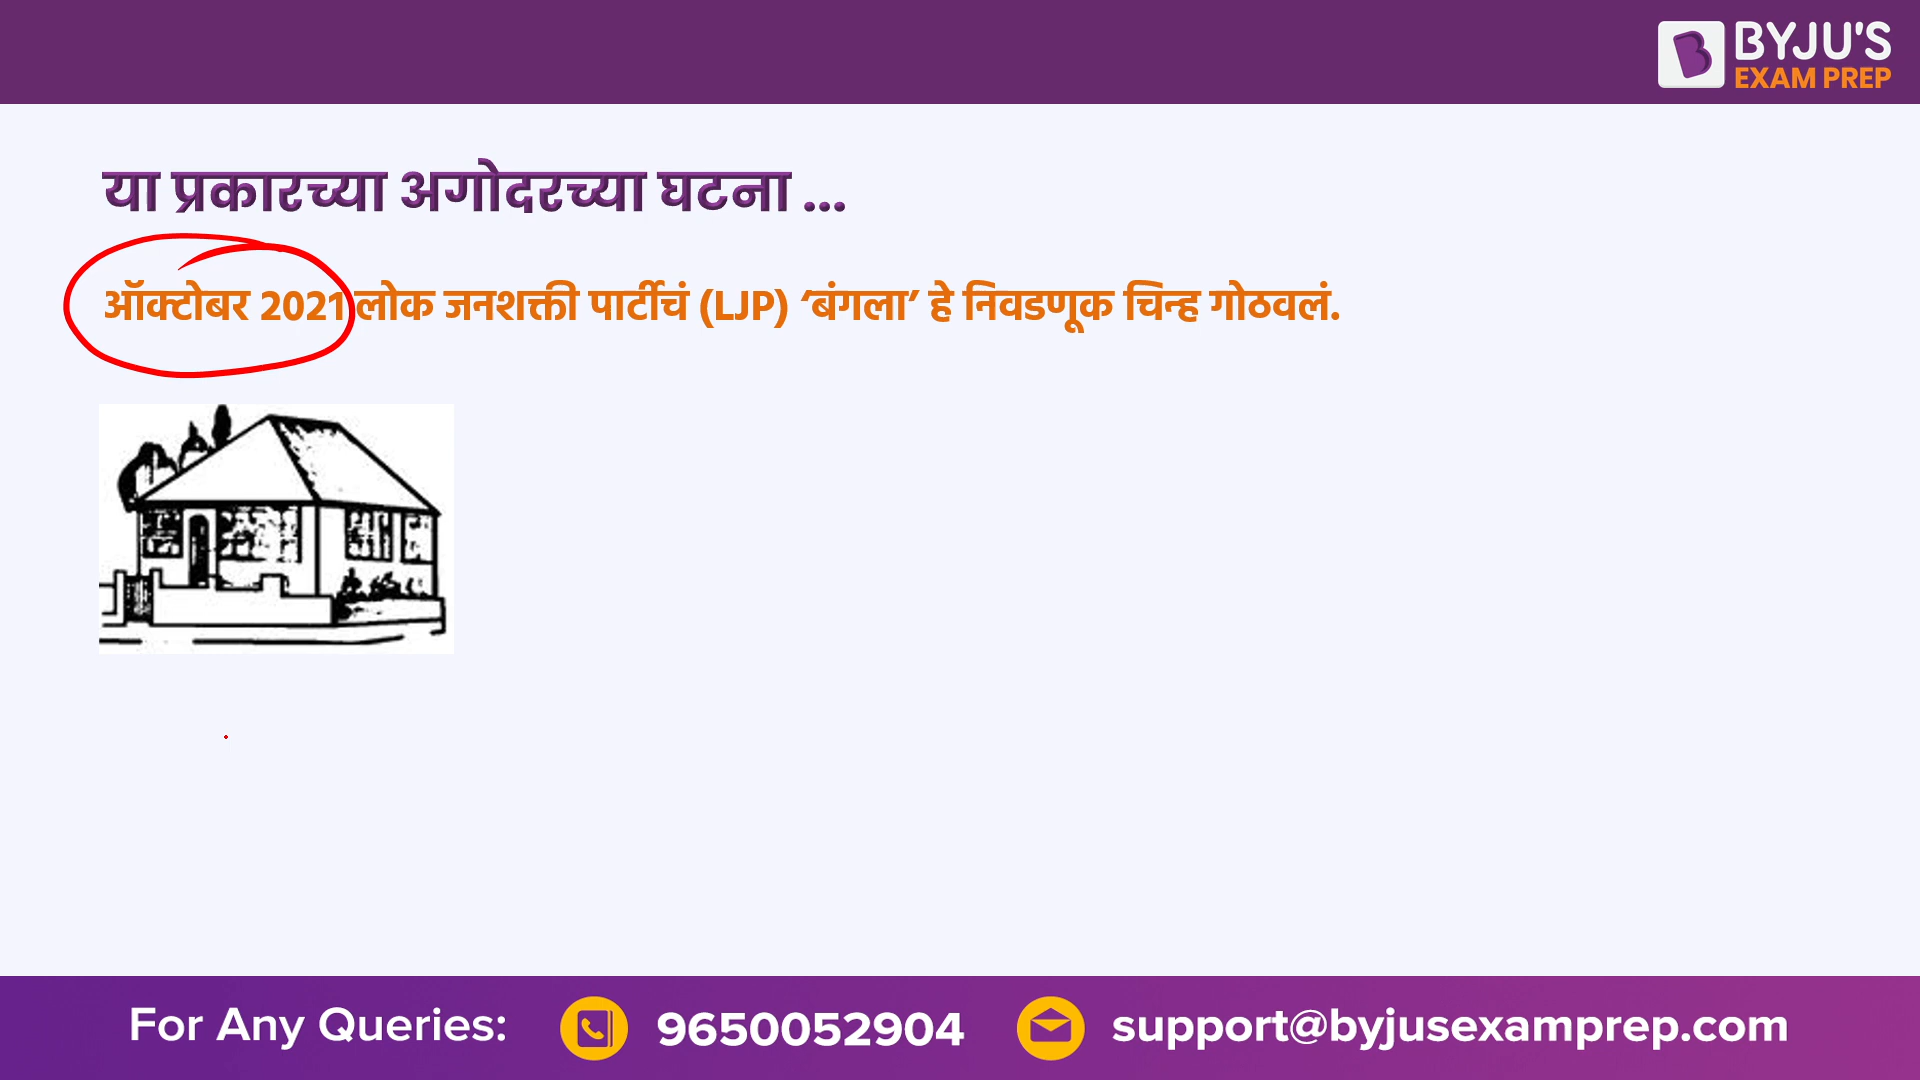 BYJU'S
EXAM PREP
या प्रकारच्या अगोदरच्या घटना ...
ऑक्टोबर 2021 लोक जनशक्ती पार्टीचं (LJP) ‘बंगला’ हे निवडणूक चिन्ह गोठवलं.
For Any Queries: 9650052904 support@byjusexamprep.com